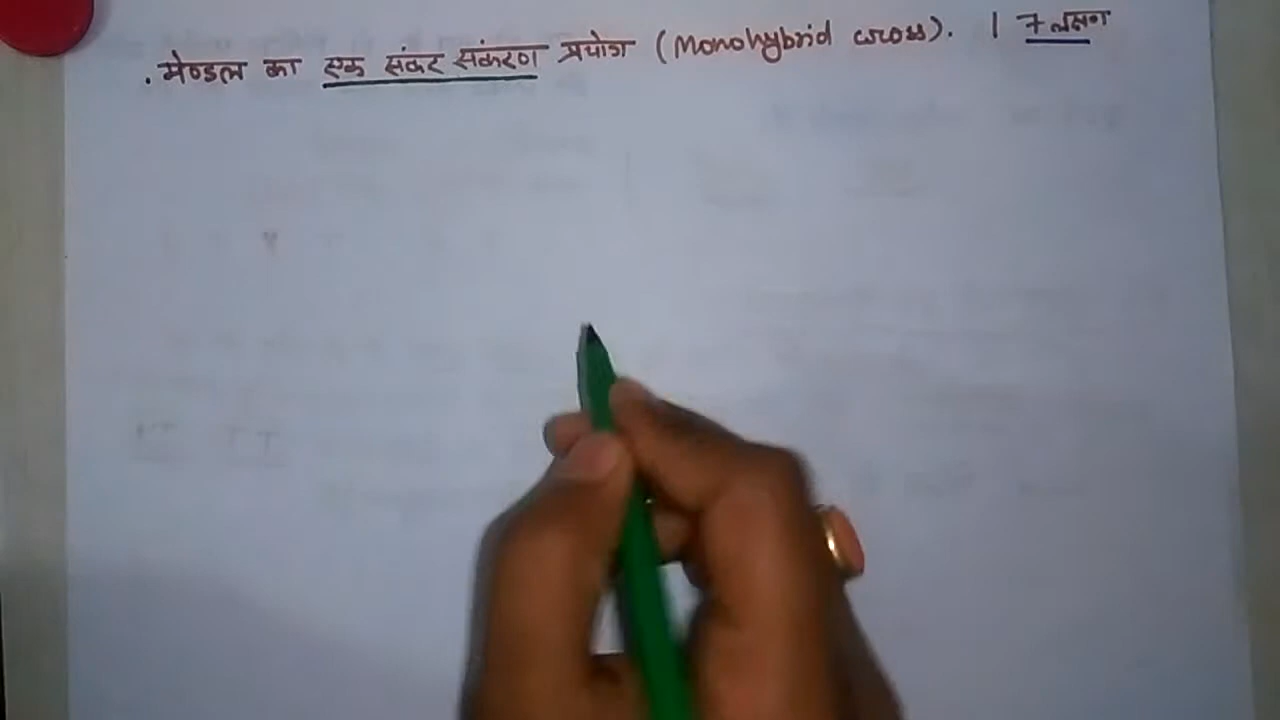 . मेण्डल का एक संकर संकरण प्रयोग (Monohybrid cross). | 7 लक्षण